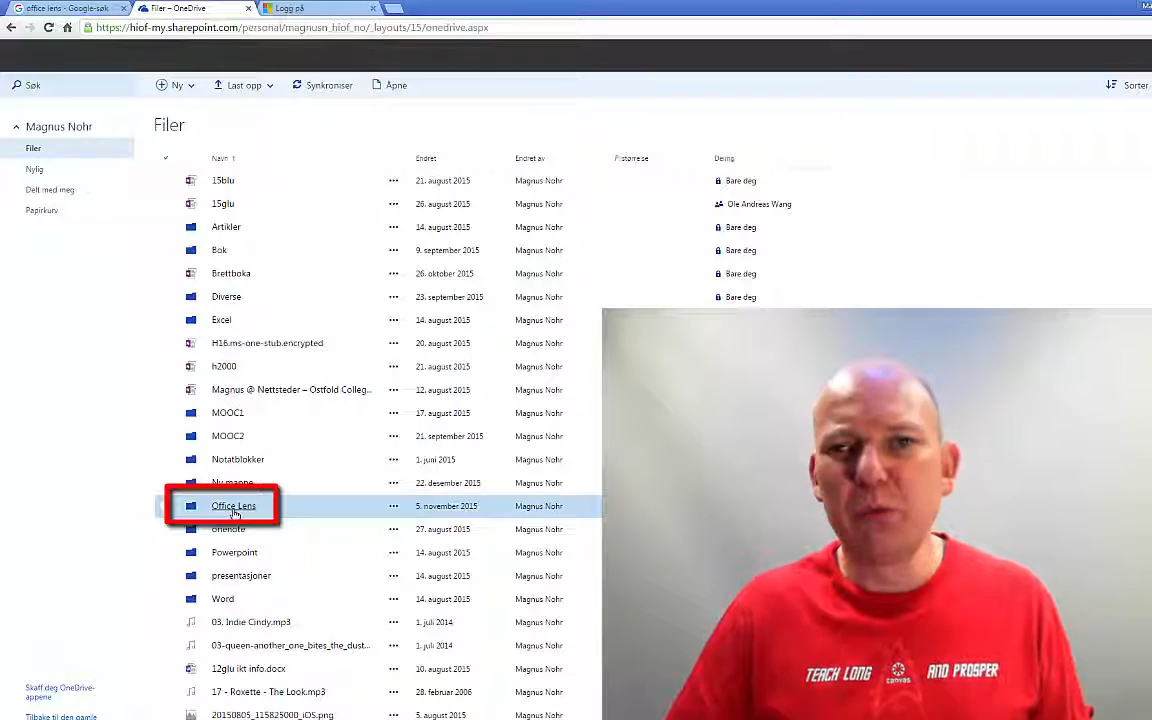 office lens - Google-søk
Filer – OneDrive
Logg på
https://hiof-my.sharepoint.com/personal/magnusn_hiof_no/_layouts/15/onedrive.aspx
Søk
Ny
Last opp
Synkroniser
Åpne
Sorter
Magnus Nohr
Filer
Nylig
Delt med meg
Papirkurv
Filer
Navn ↑ Endret Endret av Filstørrelse Deling
15blu ... 21. august 2015 Magnus Nohr Bare deg
15glu ... 26. august 2015 Magnus Nohr Ole Andreas Wang
Artikler ... 14. august 2015 Magnus Nohr Bare deg
Bok ... 9. september 2015 Magnus Nohr Bare deg
Brettboka ... 26. oktober 2015 Magnus Nohr Bare deg
Diverse ... 23. september 2015 Magnus Nohr Bare deg
Excel ... 14. august 2015 Magnus Nohr
H16.ms-one-stub.encrypted ... 20. august 2015 Magnus Nohr
h2000 ... 21. august 2015 Magnus Nohr
Magnus @ Nettsteder – Ostfold Colleg... ... 12. august 2015 Magnus Nohr
MOOC1 ... 17. august 2015 Magnus Nohr
MOOC2 ... 21. september 2015 Magnus Nohr
Notatblokker ... 1. juni 2015 Magnus Nohr
Ny mappe ... 22. desember 2015 Magnus Nohr
Office Lens ... 5. november 2015 Magnus Nohr
onenote ... 27. august 2015 Magnus Nohr
Powerpoint ... 14. august 2015 Magnus Nohr
presentasjoner ... 14. august 2015 Magnus Nohr
Word ... 14. august 2015 Magnus Nohr
03. Indie Cindy.mp3 ... 1. juli 2014 Magnus Nohr
03-queen-another_one_bites_the_dust... ... 1. juli 2014 Magnus Nohr
12glu ikt info.docx ... 10. august 2015 Magnus Nohr
17 - Roxette - The Look.mp3 ... 28. februar 2006 Magnus Nohr
20150805_115825000_iOS.png ... 5. august 2015 Magnus Nohr
Skaff deg OneDrive-
appene
Tilbake til den gamle
TEACH LONG canvas AND PROSPER